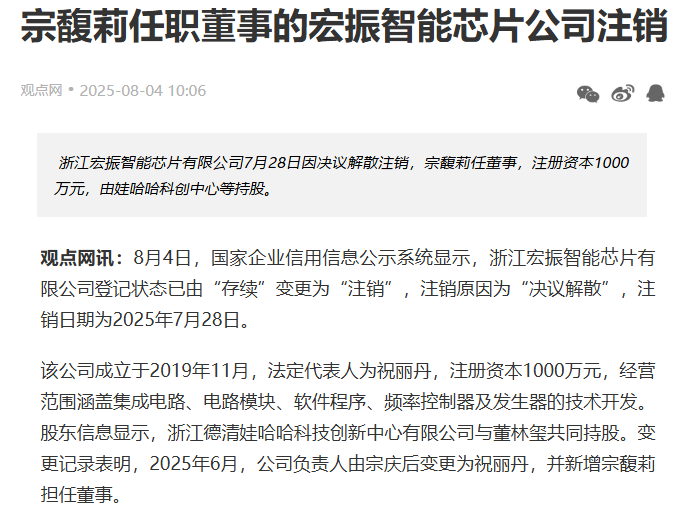 宗馥莉任职董事的宏振智能芯片公司注销
观点网 • 2025-08-04 10:06
浙江宏振智能芯片有限公司7月28日因决议解散注销，宗馥莉任董事，注册资本1000
万元，由娃哈哈科创中心等持股。
观点网讯：8月4日，国家企业信用信息公示系统显示，浙江宏振智能芯片有
限公司登记状态已由“存续”变更为“注销”，注销原因为“决议解散”，注
销日期为2025年7月28日。
该公司成立于2019年11月，法定代表人为祝丽丹，注册资本1000万元，经营
范围涵盖集成电路、电路模块、软件程序、频率控制器及发生器的技术开发。
股东信息显示，浙江德清娃哈哈科技创新中心有限公司与董林玺共同持股。变
更记录表明，2025年6月，公司负责人由宗庆后变更为祝丽丹，并新增宗馥莉
担任董事。